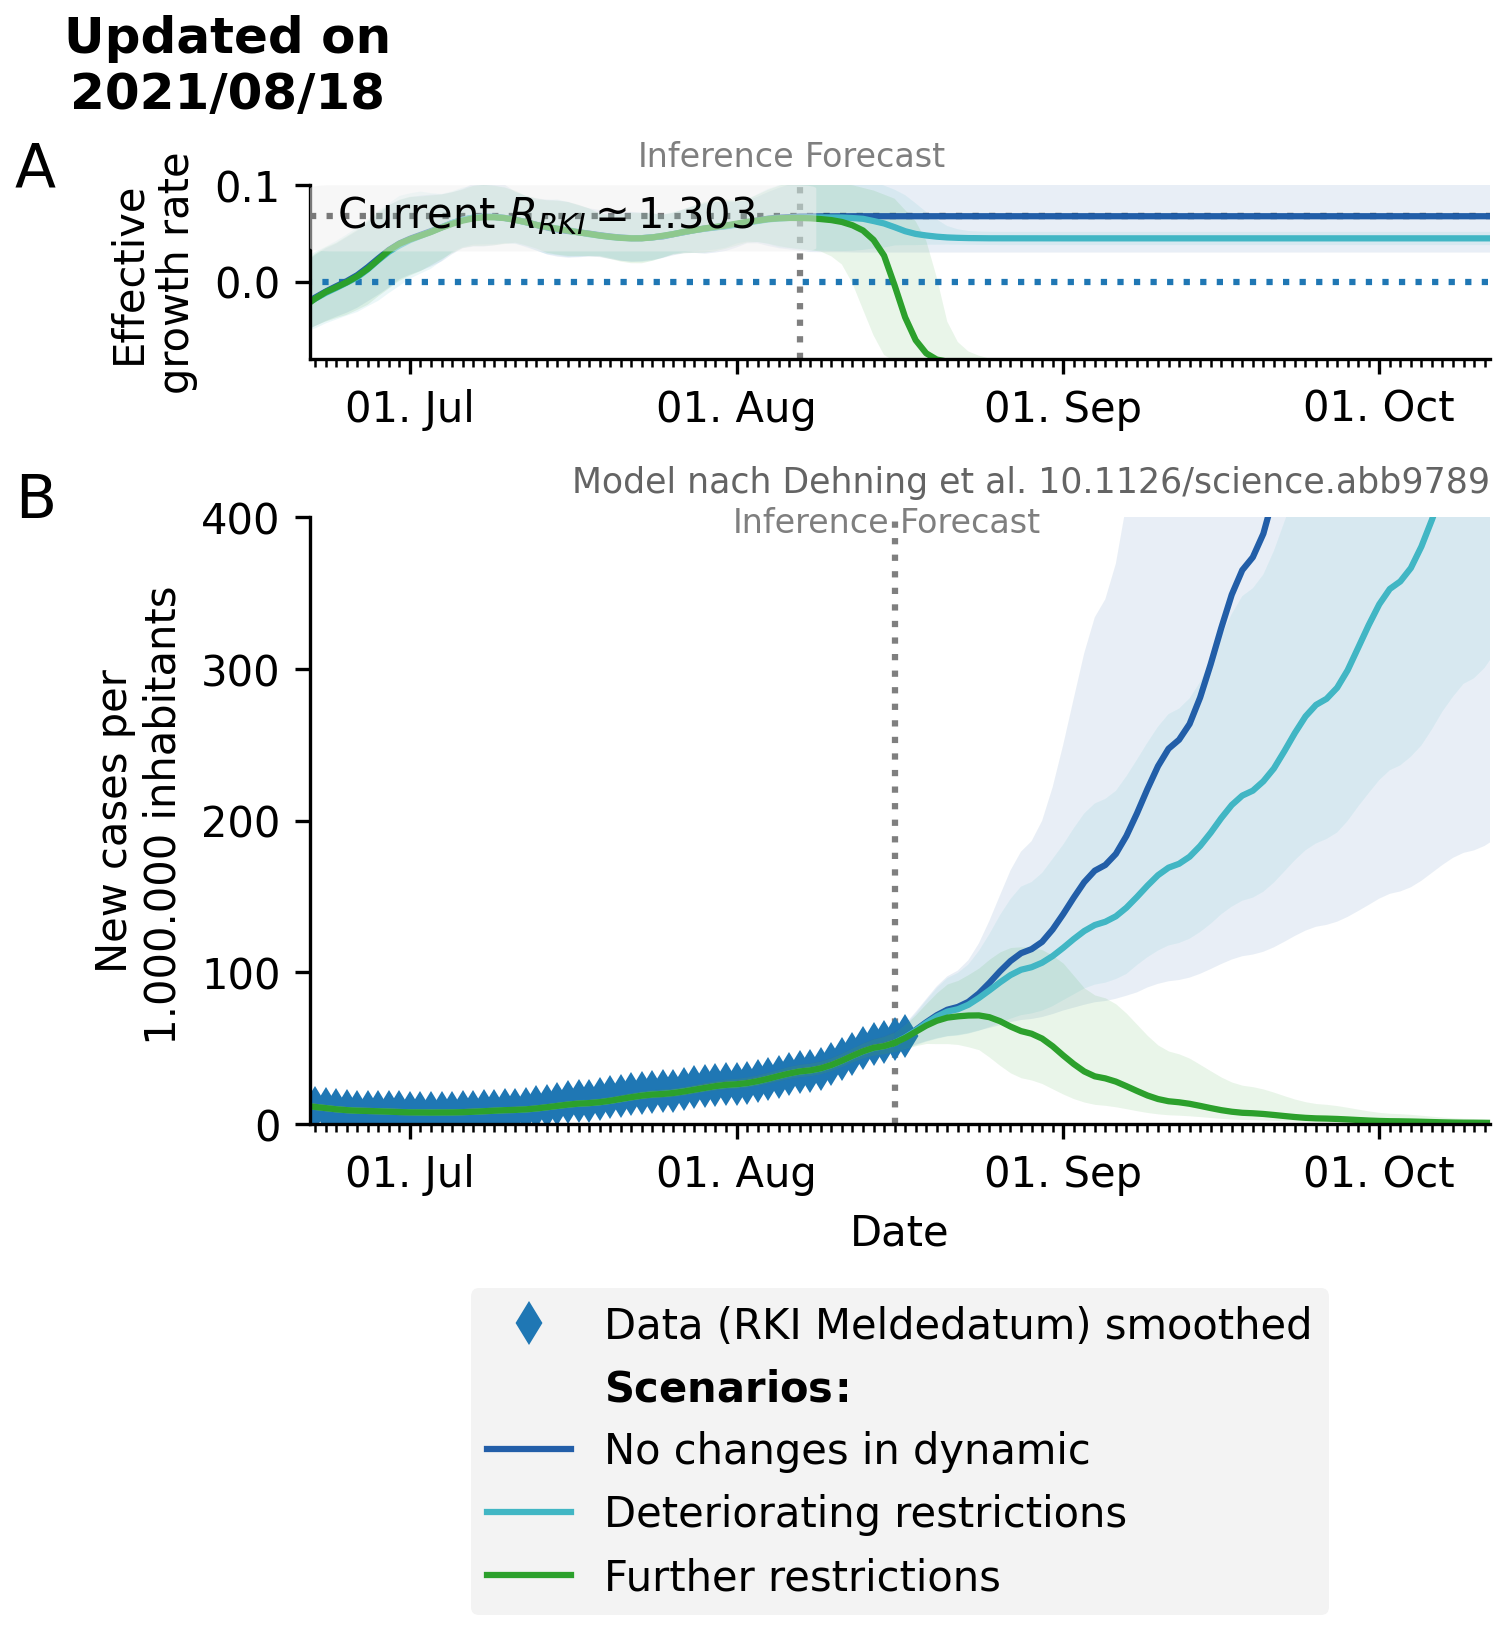 Updated on
2021/08/18
A
Inference Forecast
Effective
growth rate
0.1
0.0
Current R_RKI ≃ 1.303
01. Jul
01. Aug
01. Sep
01. Oct
B
Model nach Dehning et al. 10.1126/science.abb9789
Inference Forecast
New cases per
1.000.000 inhabitants
400
300
200
100
0
01. Jul
01. Aug
01. Sep
01. Oct
Date
Data (RKI Meldedatum) smoothed
Scenarios:
No changes in dynamic
Deteriorating restrictions
Further restrictions